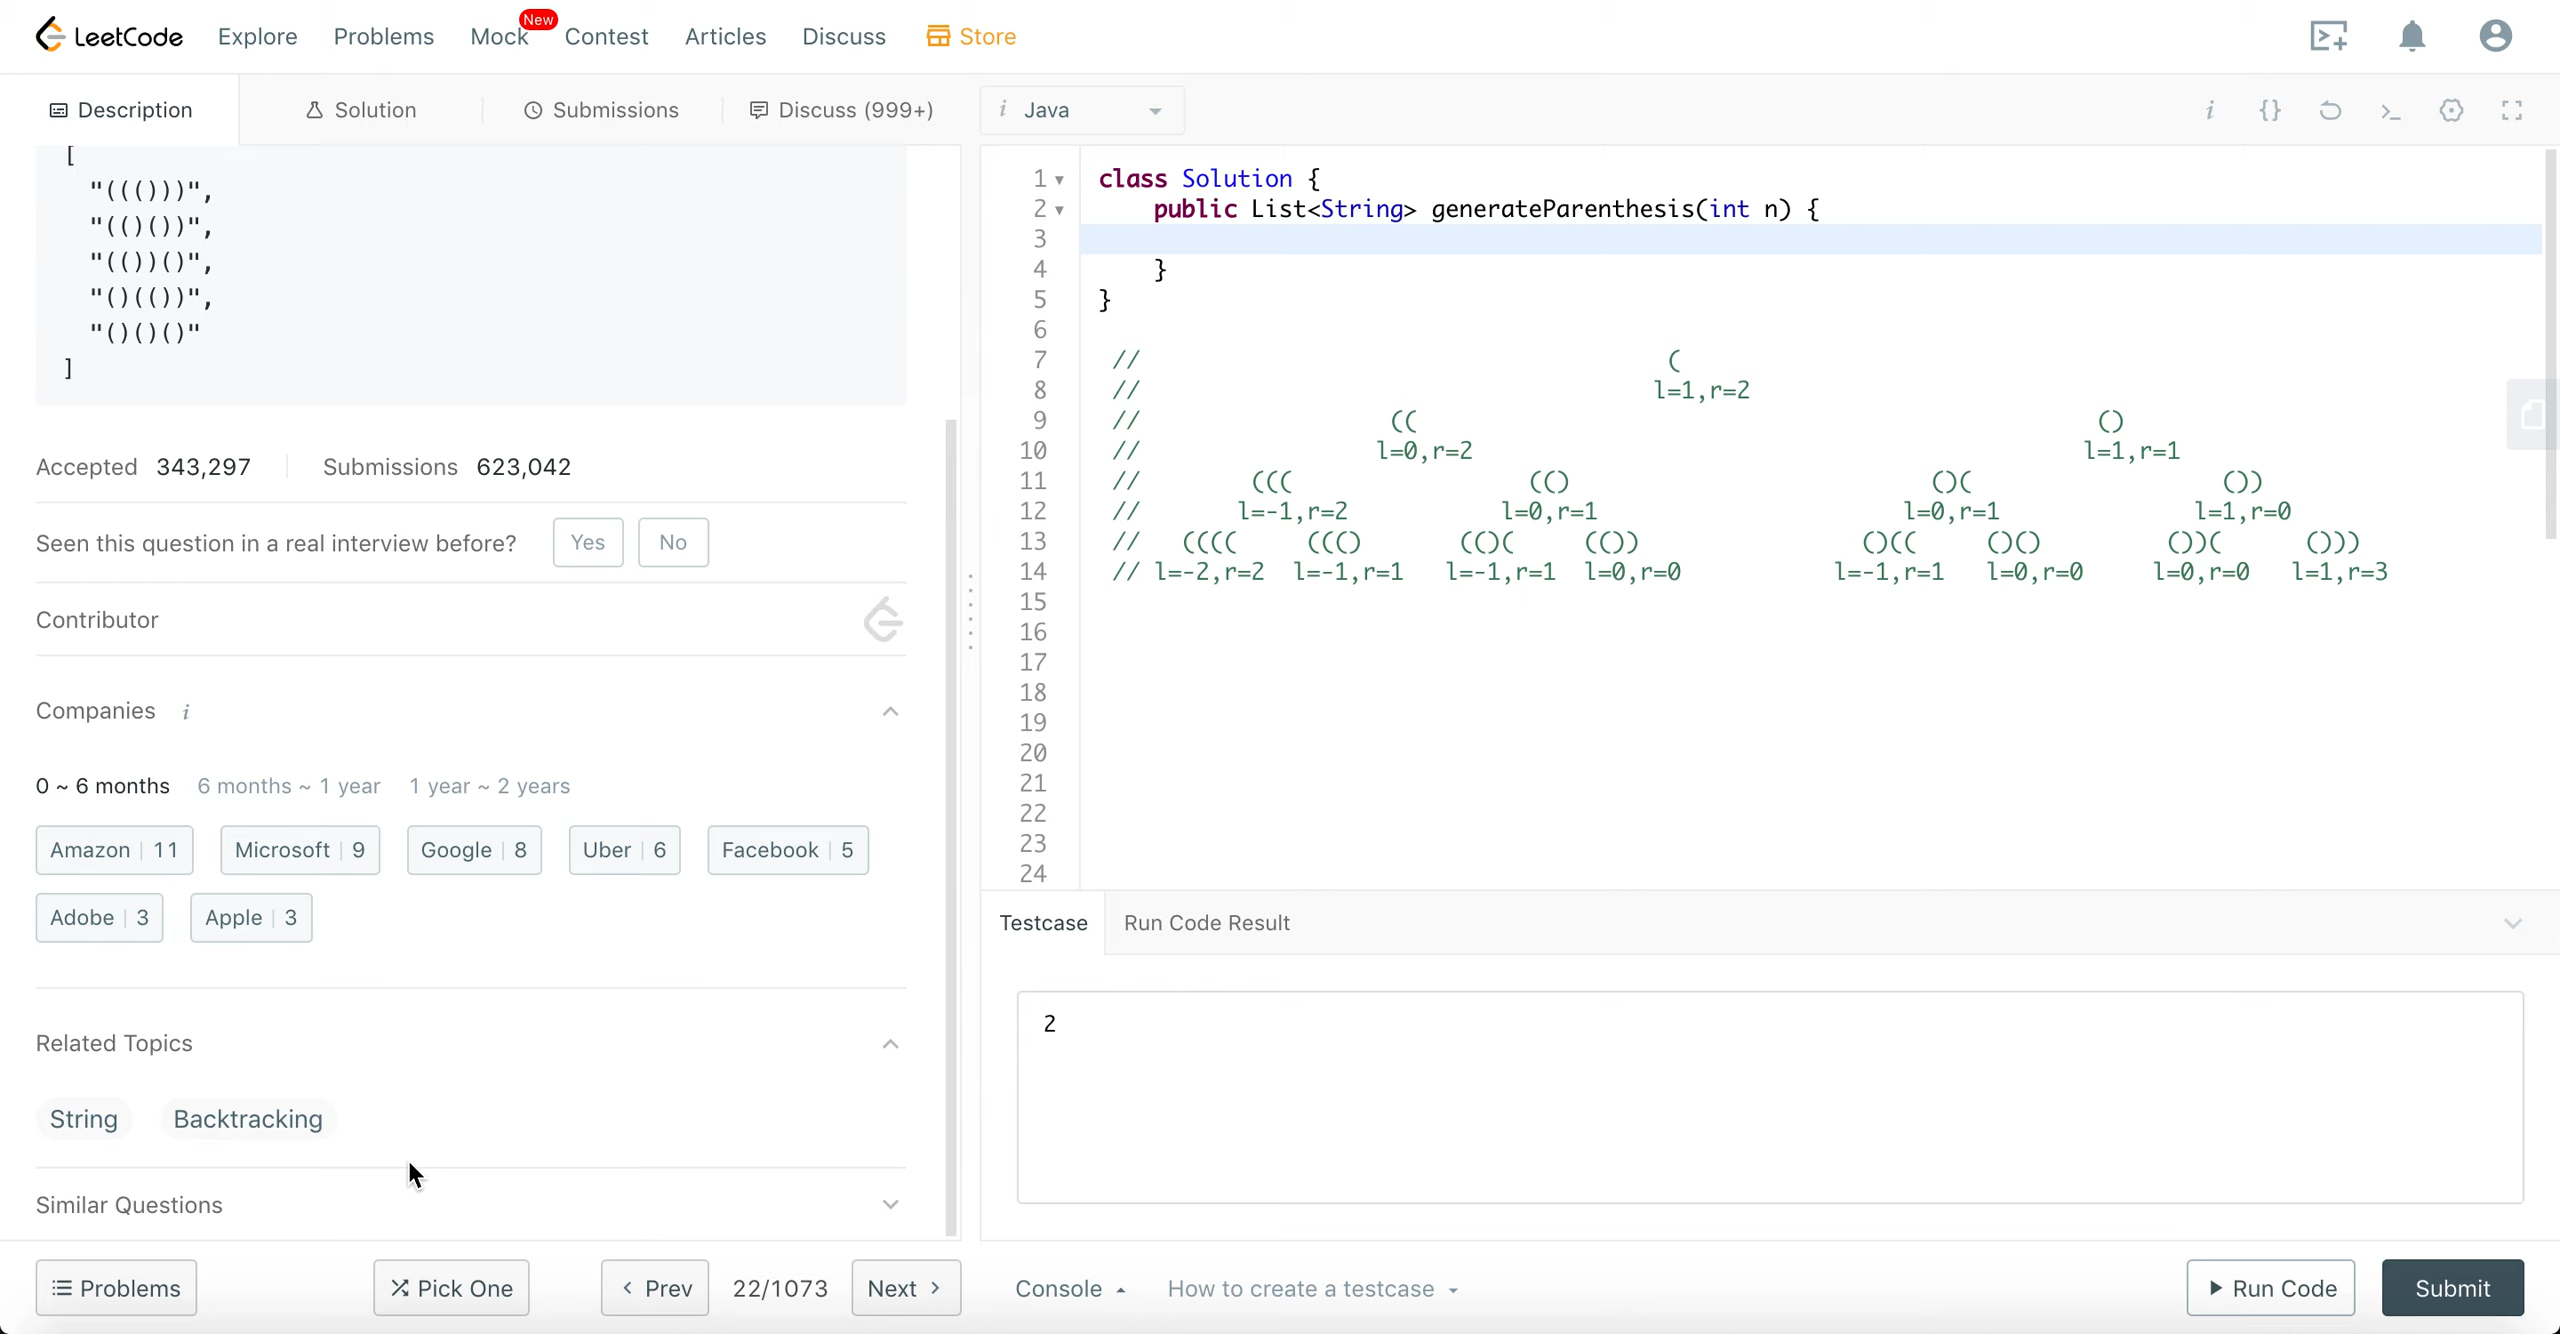 LeetCode Explore Problems Mock New Contest Articles Discuss Store
Description Solution Submissions Discuss (999+)
[
"((()))",
"(()())",
"(())()",
"()(())",
"()()()"
]
Accepted 343,297 Submissions 623,042
Seen this question in a real interview before? Yes No
Contributor
Companies i
0 ~ 6 months 6 months ~ 1 year 1 year ~ 2 years
Amazon 11 Microsoft 9 Google 8 Uber 6 Facebook 5
Adobe 3 Apple 3
Related Topics
String Backtracking
Similar Questions
Problems Pick One Prev 22/1073 Next
i Java i {}
1 class Solution {
2 public List<String> generateParenthesis(int n) {
3
4 }
5 }
6
7 // (
8 // l=1,r=2
9 // (( ()
10 // l=0,r=2 l=1,r=1
11 // ((( (() ()( ())
12 // l=-1,r=2 l=0,r=1 l=0,r=1 l=1,r=0
13 // (((( ((() (()( (()) ()(( ()() ())( ()))
14 // l=-2,r=2 l=-1,r=1 l=-1,r=1 l=0,r=0 l=-1,r=1 l=0,r=0 l=0,r=0 l=1,r=3
15
16
17
18
19
20
21
22
23
24
Testcase Run Code Result
2
Console How to create a testcase Run Code Submit